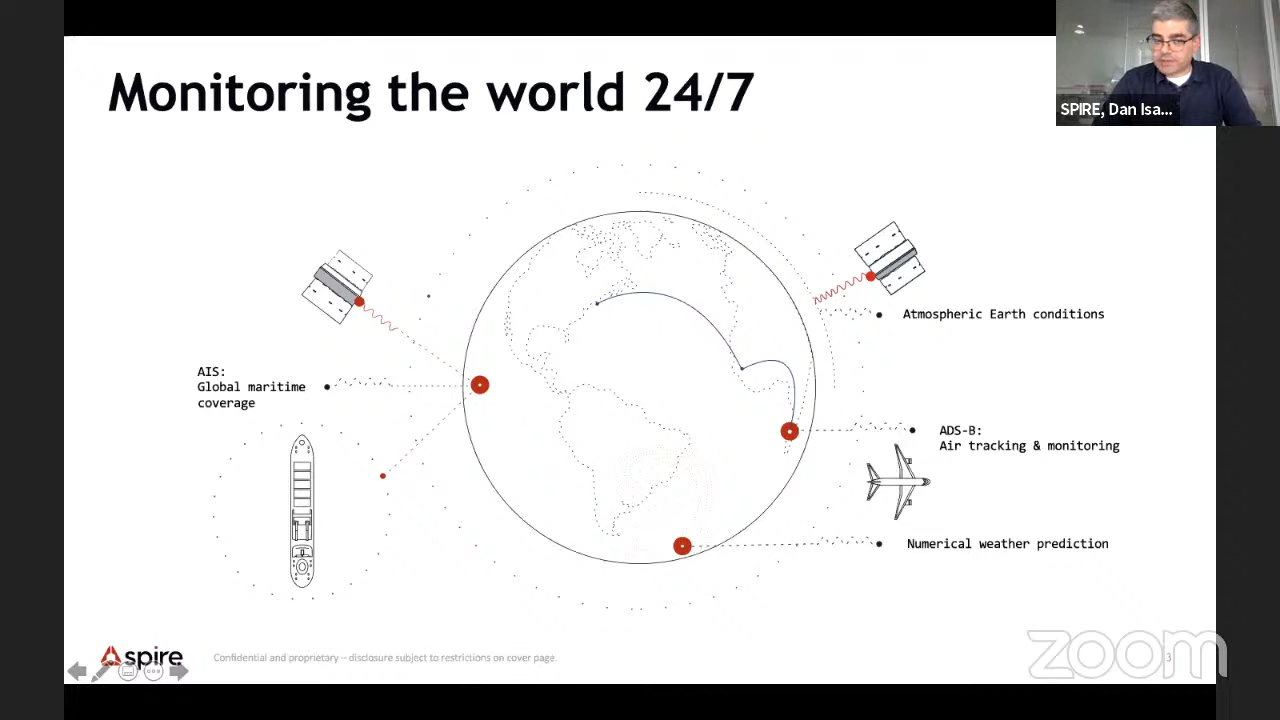 Monitoring the world 24/7
SPIRE, Dan Isa...
Atmospheric Earth conditions
AIS:
Global maritime
coverage
ADS-B:
Air tracking & monitoring
Numerical weather prediction
spire
Confidential and proprietary – disclosure subject to restrictions on cover page.
3
zoom